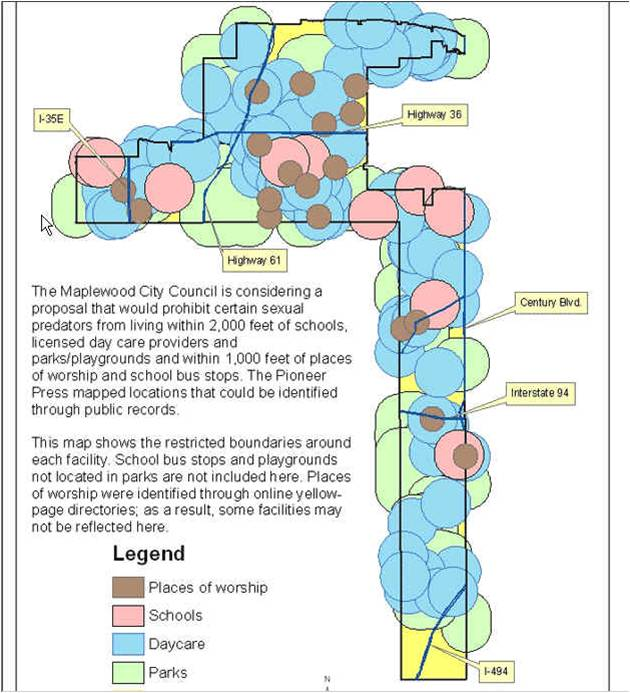 I-35E
Highway 36
Highway 61
The Maplewood City Council is considering a
proposal that would prohibit certain sexual
predators from living within 2,000 feet of schools,
licensed day care providers and
parks/playgrounds and within 1,000 feet of places
of worship and school bus stops. The Pioneer
Press mapped locations that could be identified
through public records.
This map shows the restricted boundaries around
each facility. School bus stops and playgrounds
not located in parks are not included here. Places
of worship were identified through online yellow-
page directories; as a result, some facilities may
not be reflected here.
Century Blvd.
Interstate 94
Legend
Places of worship
Schools
Daycare
Parks
I-494
N